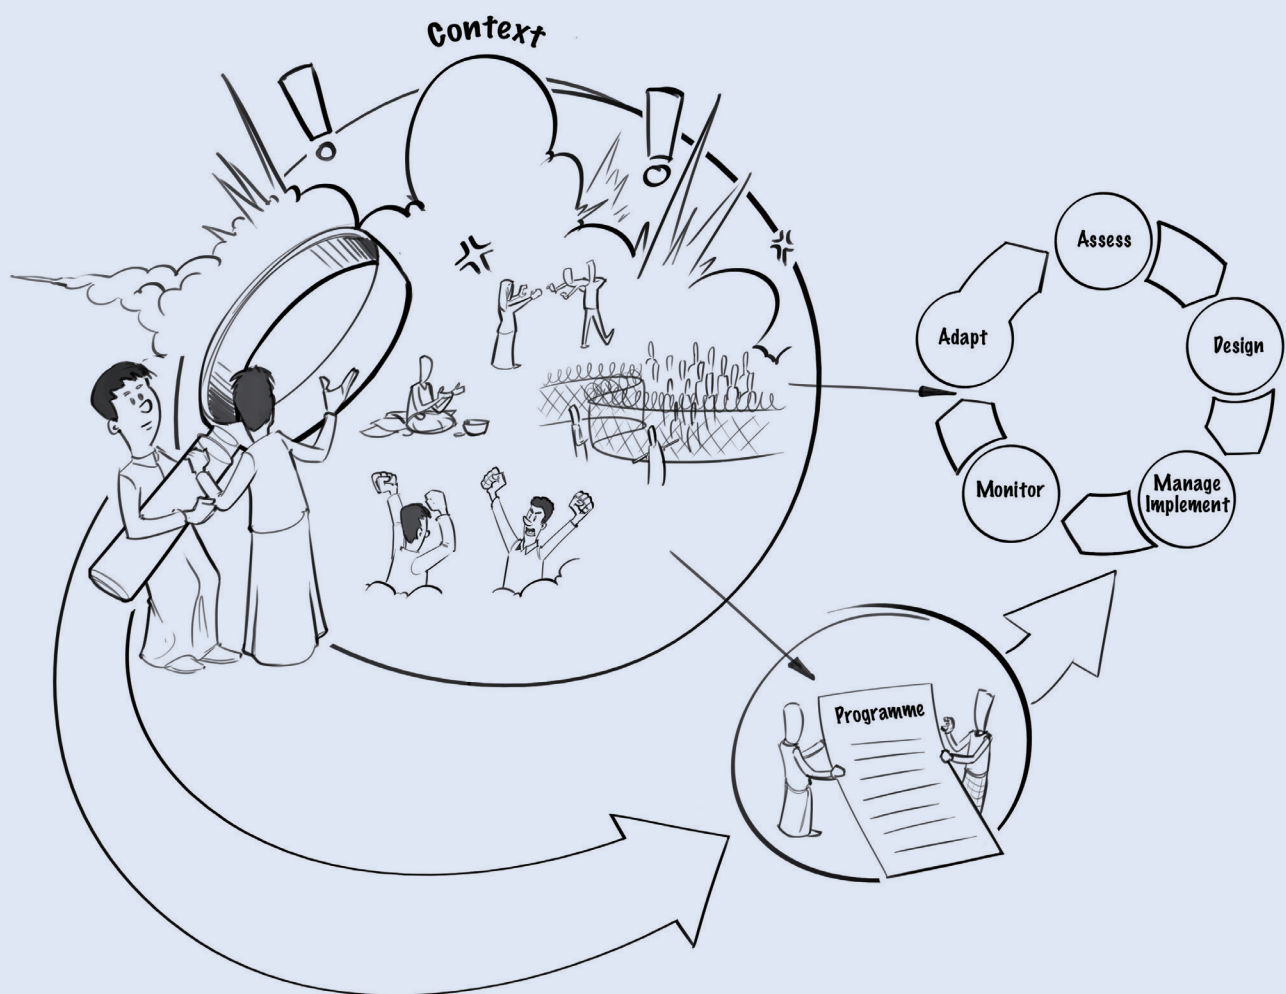 Context
Assess
Adapt
Design
Monitor
Manage
Implement
Programme